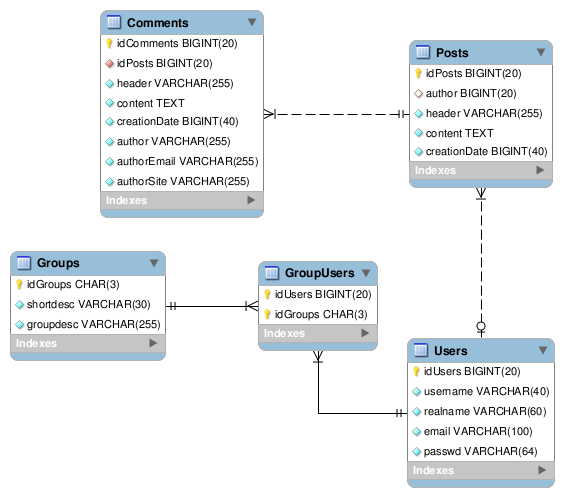 Comments
idComments BIGINT(20)
idPosts BIGINT(20)
header VARCHAR(255)
content TEXT
creationDate BIGINT(40)
author VARCHAR(255)
authorEmail VARCHAR(255)
authorSite VARCHAR(255)
Indexes
Posts
idPosts BIGINT(20)
author BIGINT(20)
header VARCHAR(255)
content TEXT
creationDate BIGINT(40)
Indexes
Groups
idGroups CHAR(3)
shortdesc VARCHAR(30)
groupdesc VARCHAR(255)
Indexes
GroupUsers
idUsers BIGINT(20)
idGroups CHAR(3)
Indexes
Users
idUsers BIGINT(20)
username VARCHAR(40)
realname VARCHAR(60)
email VARCHAR(100)
passwd VARCHAR(64)
Indexes